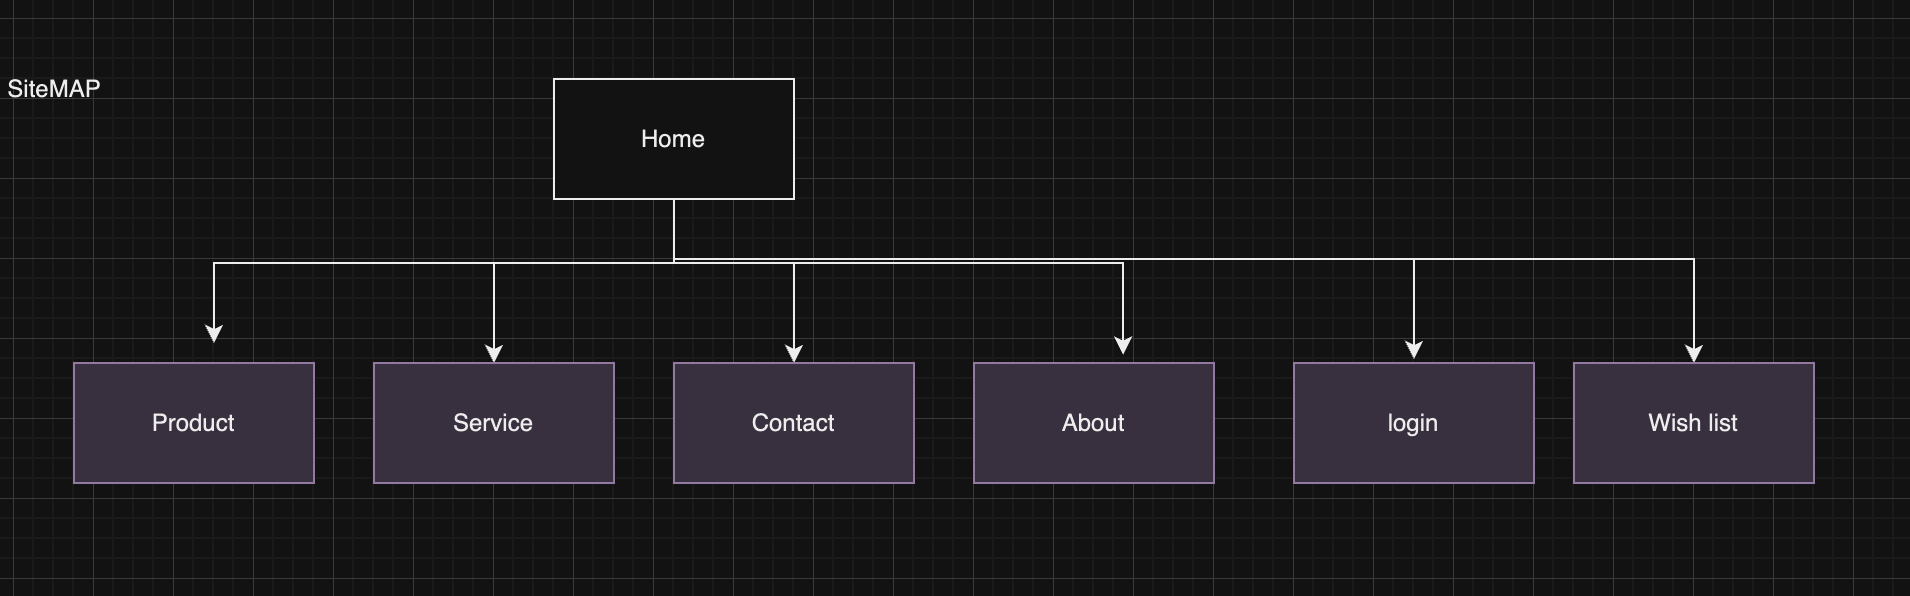 SiteMAP
Home
Product
Service
Contact
About
login
Wish list